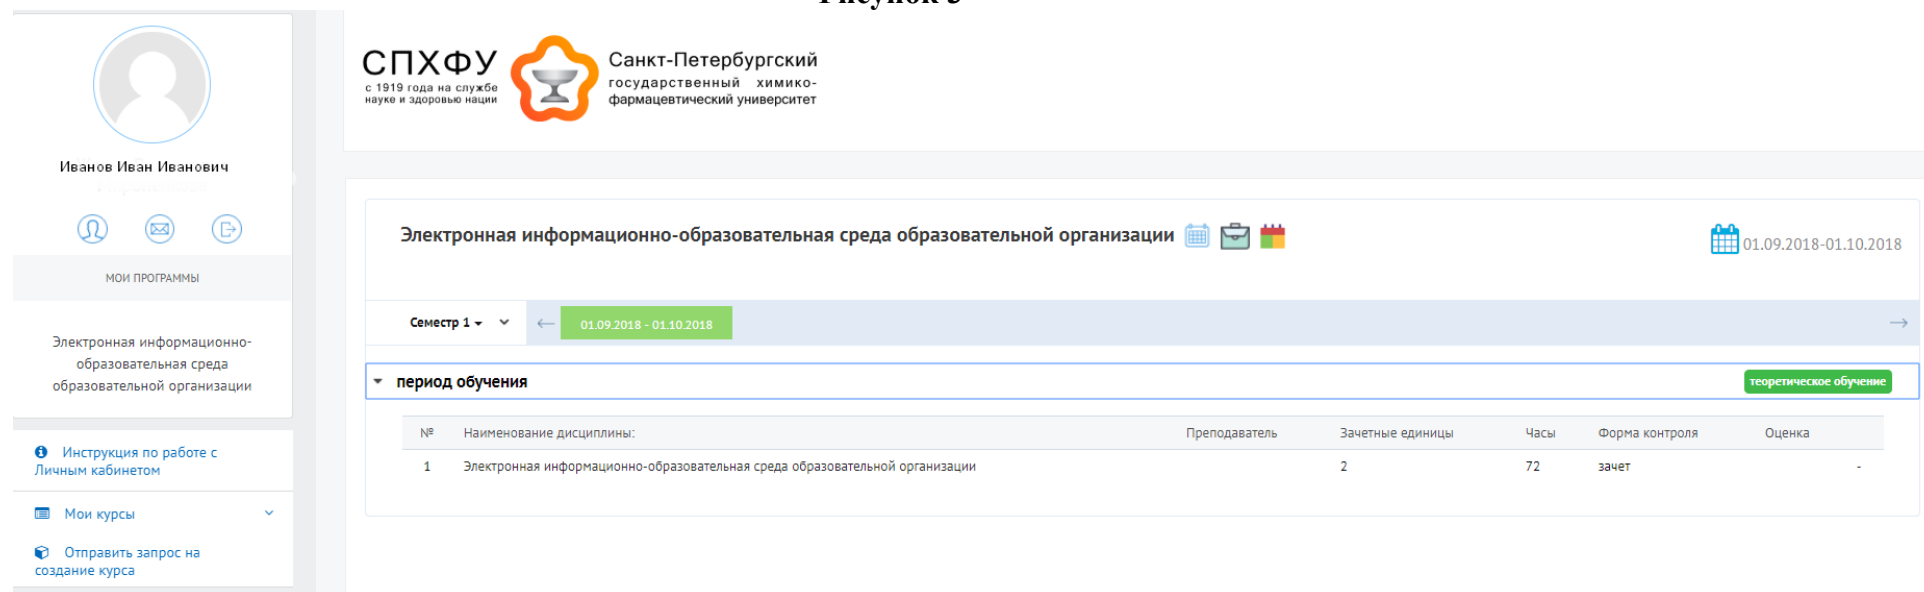 СПХФУ
с 1919 года на службе
науке и здоровью нации
Санкт-Петербургский
государственный химико-
фармацевтический университет
Иванов Иван Иванович
МОИ ПРОГРАММЫ
Электронная информационно-
образовательная среда
образовательной организации
Инструкция по работе с
Личным кабинетом
Мои курсы
Отправить запрос на
создание курса
Электронная информационно-образовательная среда образовательной организации
01.09.2018-01.10.2018
Семестр 1
01.09.2018 - 01.10.2018
период обучения
теоретическое обучение
№ Наименование дисциплины: Преподаватель Зачетные единицы Часы Форма контроля Оценка
1 Электронная информационно-образовательная среда образовательной организации 2 72 зачет -